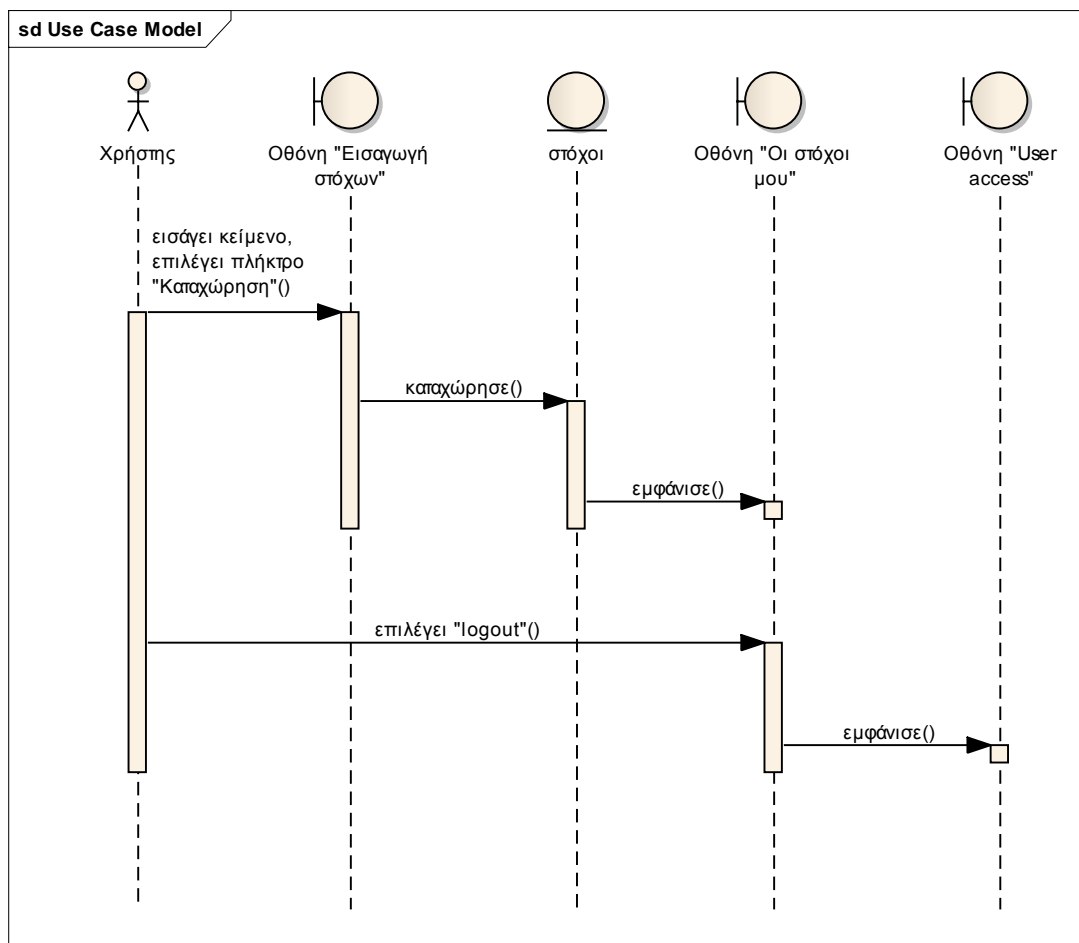 sd Use Case Model
Χρήστης
Οθόνη "Εισαγωγή
στόχων"
στόχοι
Οθόνη "Οι στόχοι
μου"
Οθόνη "User
access"
εισάγει κείμενο,
επιλέγει πλήκτρο
"Καταχώρηση"()
καταχώρησε()
εμφάνισε()
επιλέγει "logout"()
εμφάνισε()